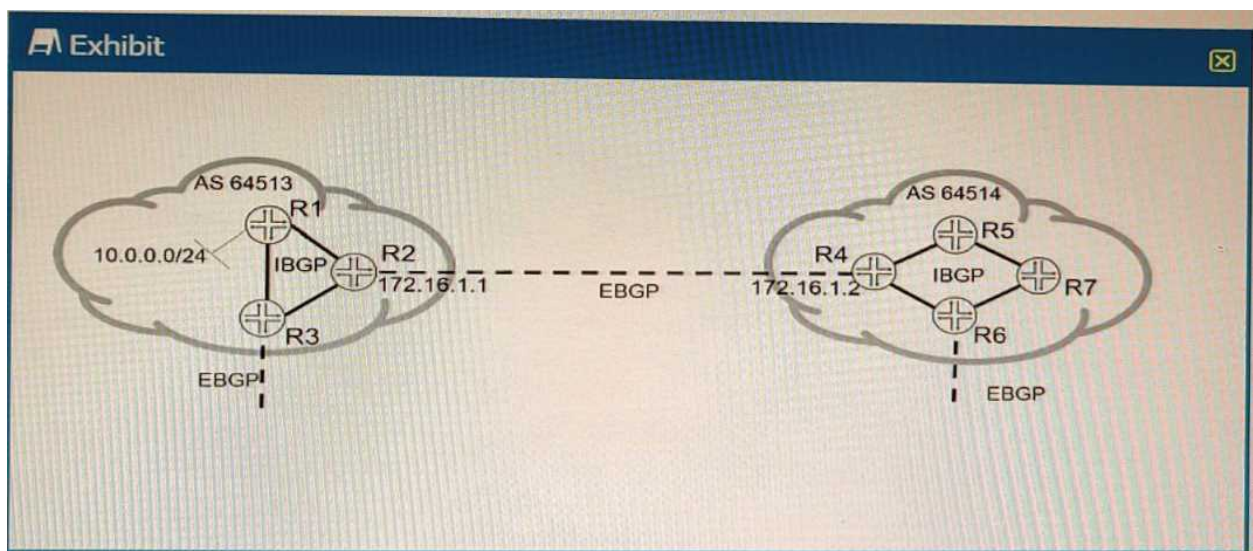 Exhibit
AS 64513
R1
10.0.0.0/24
IBGP
R2
172.16.1.1
R3
EBGP
EBGP
AS 64514
R5
R4
IBGP
172.16.1.2
R7
R6
EBGP